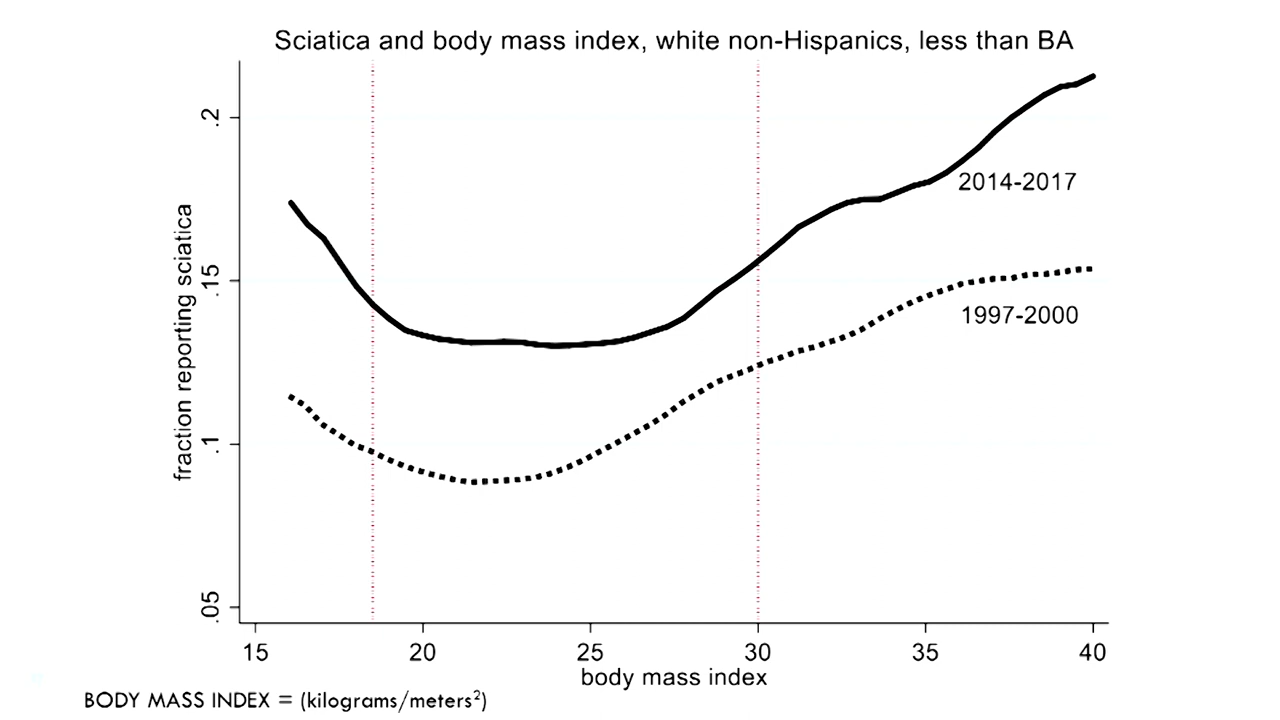 Sciatica and body mass index, white non-Hispanics, less than BA
.2
.15
.1
.05
fraction reporting sciatica
2014-2017
1997-2000
15 20 25 30 35 40
body mass index
BODY MASS INDEX = (kilograms/meters²)